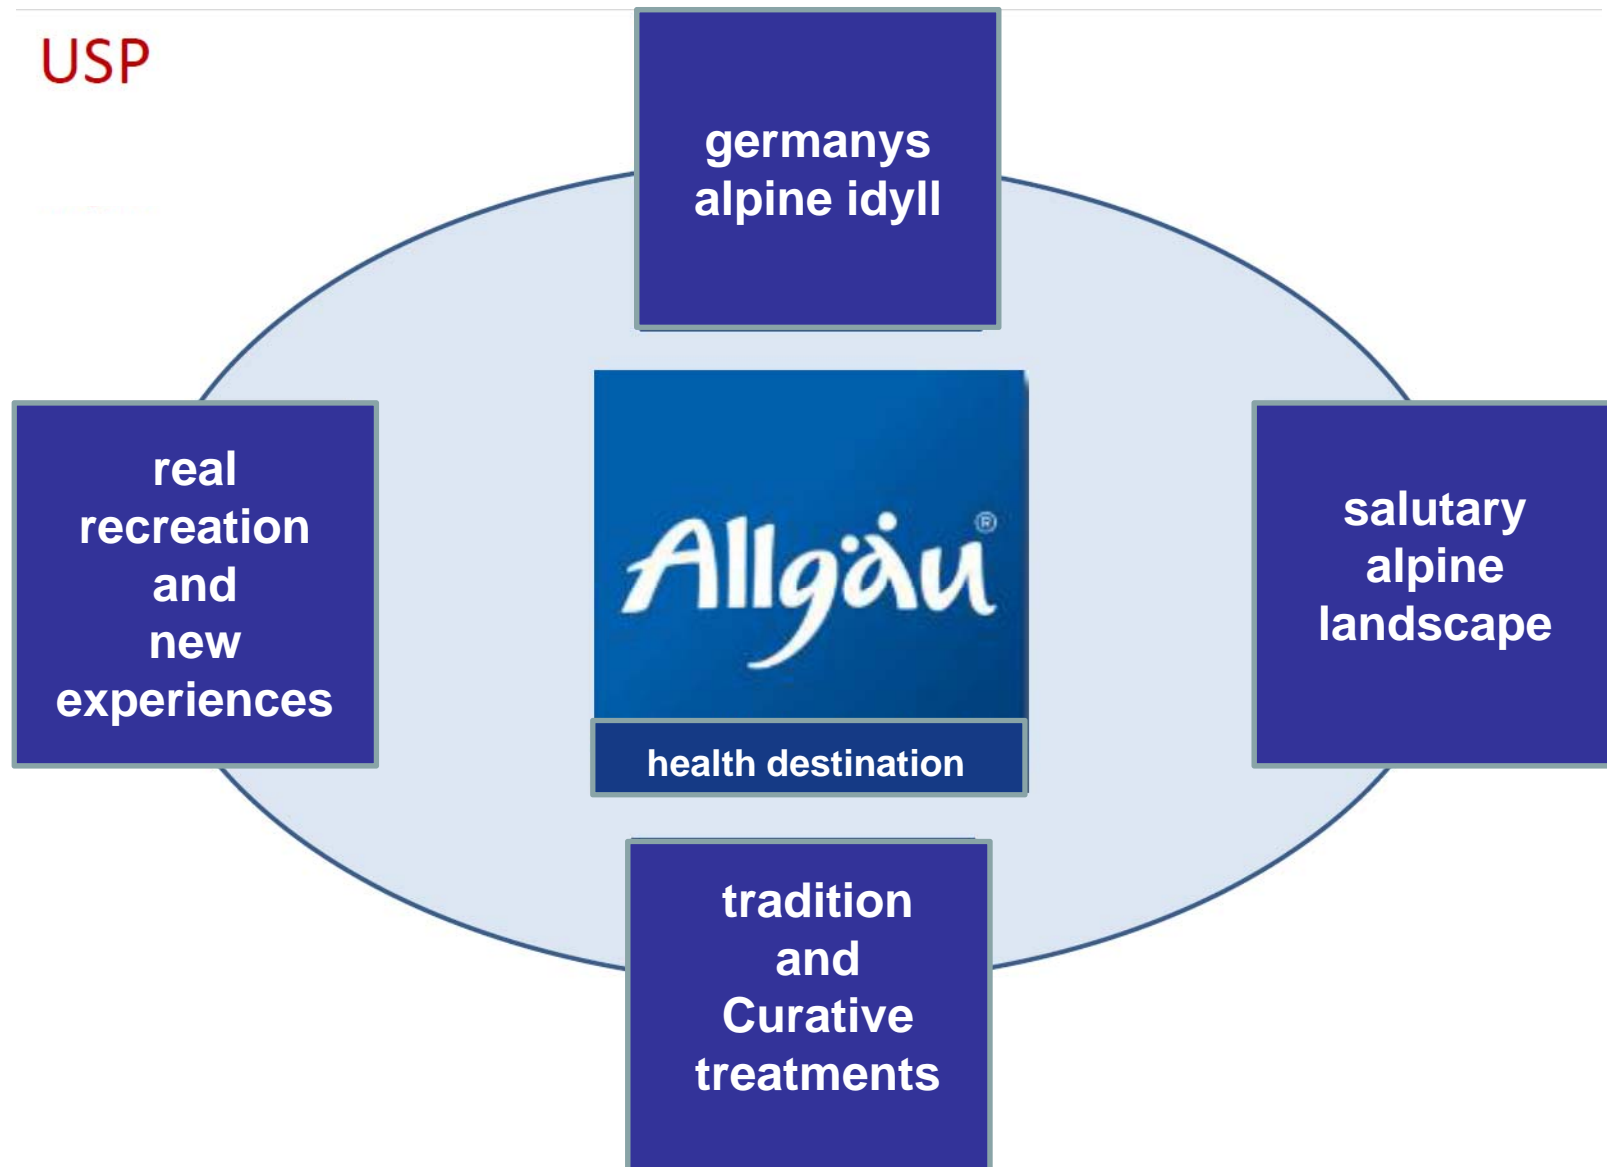 USP
germanys
alpine idyll
real
recreation
and
new
experiences
Allgäu®
health destination
salutary
alpine
landscape
tradition
and
Curative
treatments